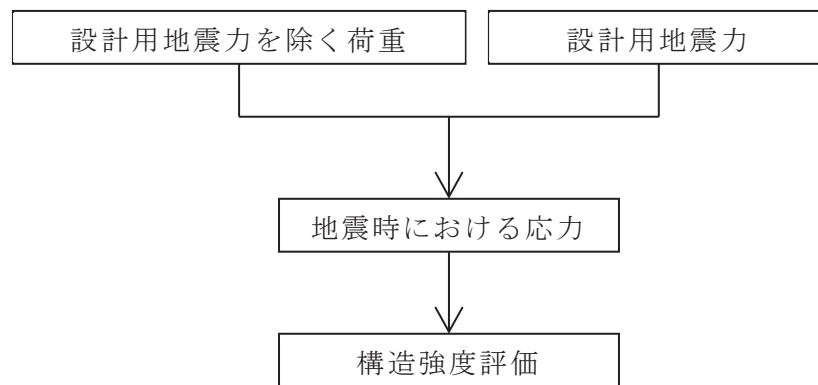 設計用地震力を除く荷重
設計用地震力
地震時における応力
構造強度評価